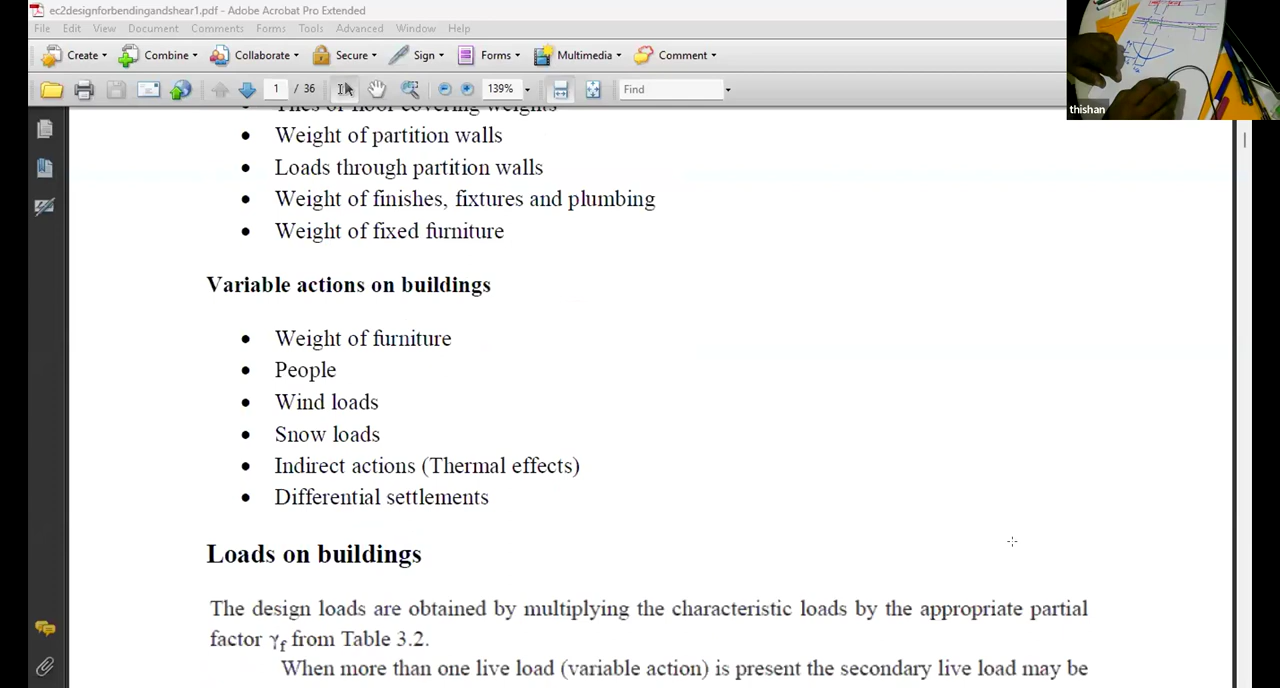 ec2designforbendingandshear1.pdf - Adobe Acrobat Pro Extended
File Edit View Document Comments Forms Tools Advanced Window Help
Create Combine Collaborate Secure Sign Forms Multimedia Comment
1 / 36 139% Find
thishan
Tiles or floor covering weights
• Weight of partition walls
• Loads through partition walls
• Weight of finishes, fixtures and plumbing
• Weight of fixed furniture
Variable actions on buildings
• Weight of furniture
• People
• Wind loads
• Snow loads
• Indirect actions (Thermal effects)
• Differential settlements
Loads on buildings
The design loads are obtained by multiplying the characteristic loads by the appropriate partial
factor γf from Table 3.2.
When more than one live load (variable action) is present the secondary live load may be